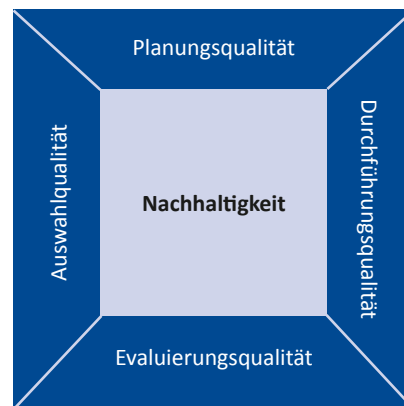 Planungsqualität
Auswahlqualität
Nachhaltigkeit
Durchführungsqualität
Evaluierungsqualität